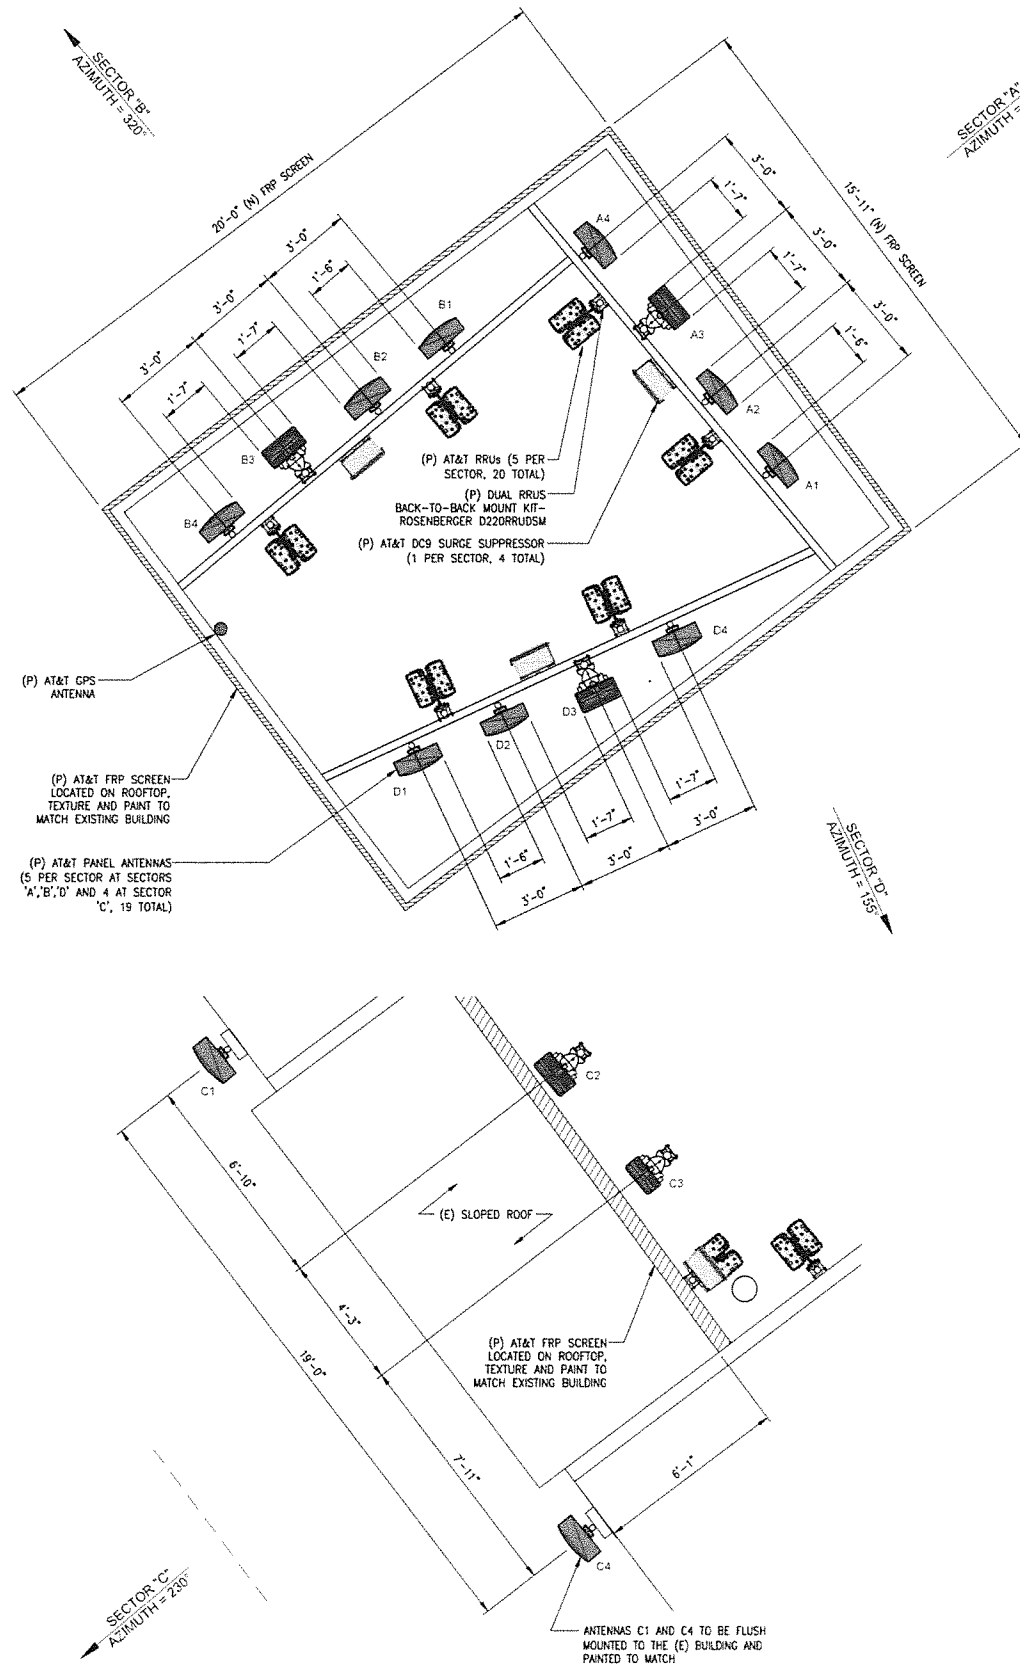 SECTOR "B"
AZIMUTH = 320°
SECTOR "A"
AZIMUTH =
20'-0" (N) FRP SCREEN
15'-11" (N) FRP SCREEN
3'-0"
1'-6"
3'-0"
1'-7"
3'-0"
1'-7"
3'-0"
1'-7"
3'-0"
1'-7"
3'-0"
1'-6"
A4
A3
A2
A1
B1
B2
B3
B4
(P) AT&T RRUs (5 PER
SECTOR, 20 TOTAL)
(P) DUAL RRUS
BACK-TO-BACK MOUNT KIT-
ROSENBERGER D220RRUDSM
(P) AT&T DC9 SURGE SUPPRESSOR
(1 PER SECTOR, 4 TOTAL)
(P) AT&T GPS
ANTENNA
D4
D3
D2
D1
(P) AT&T FRP SCREEN
LOCATED ON ROOFTOP,
TEXTURE AND PAINT TO
MATCH EXISTING BUILDING
(P) AT&T PANEL ANTENNAS
(5 PER SECTOR AT SECTORS
'A','B','D' AND 4 AT SECTOR
'C', 19 TOTAL)
1'-6"
3'-0"
1'-7"
3'-0"
1'-7"
3'-0"
SECTOR "D"
AZIMUTH = 155°
C1
C2
C3
6'-10"
(E) SLOPED ROOF
4'-3"
19'-0"
7'-11"
(P) AT&T FRP SCREEN
LOCATED ON ROOFTOP,
TEXTURE AND PAINT TO
MATCH EXISTING BUILDING
6'-1"
C4
SECTOR "C"
AZIMUTH = 230°
ANTENNAS C1 AND C4 TO BE FLUSH
MOUNTED TO THE (E) BUILDING AND
PAINTED TO MATCH